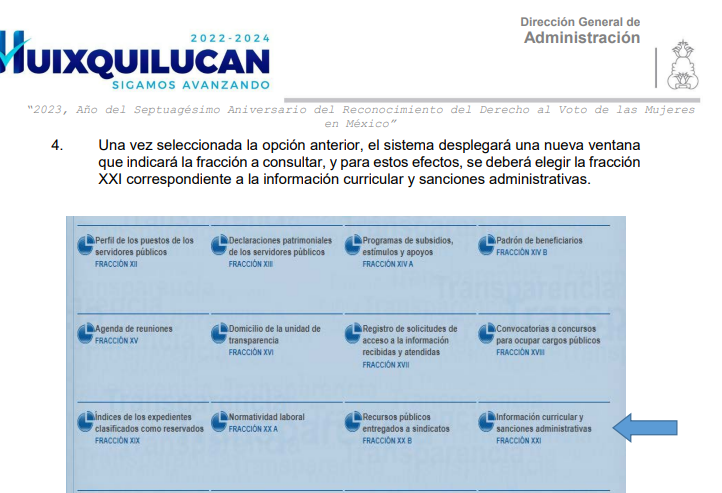 2022-2024
HUIXQUILUCAN
SIGAMOS AVANZANDO
Dirección General de
Administración
"2023, Año del Septuagésimo Aniversario del Reconocimiento del Derecho al Voto de las Mujeres
en México"
4. Una vez seleccionada la opción anterior, el sistema desplegará una nueva ventana
que indicará la fracción a consultar, y para estos efectos, se deberá elegir la fracción
XXI correspondiente a la información curricular y sanciones administrativas.
Perfil de los puestos de los
servidores públicos
FRACCIÓN XII
Declaraciones patrimoniales
de los servidores públicos
FRACCIÓN XIII
Programas de subsidios,
estímulos y apoyos
FRACCIÓN XIV A
Padrón de beneficiarios
FRACCIÓN XIV B
Agenda de reuniones
FRACCIÓN XV
Domicilio de la unidad de
transparencia
FRACCIÓN XVI
Registro de solicitudes de
acceso a la información
recibidas y atendidas
FRACCIÓN XVII
Convocatorias a concursos
para ocupar cargos públicos
FRACCIÓN XVIII
Índices de los expedientes
clasificados como reservados
FRACCIÓN XIX
Normatividad laboral
FRACCIÓN XX A
Recursos públicos
entregados a sindicatos
FRACCIÓN XX B
Información curricular y
sanciones administrativas
FRACCIÓN XXI